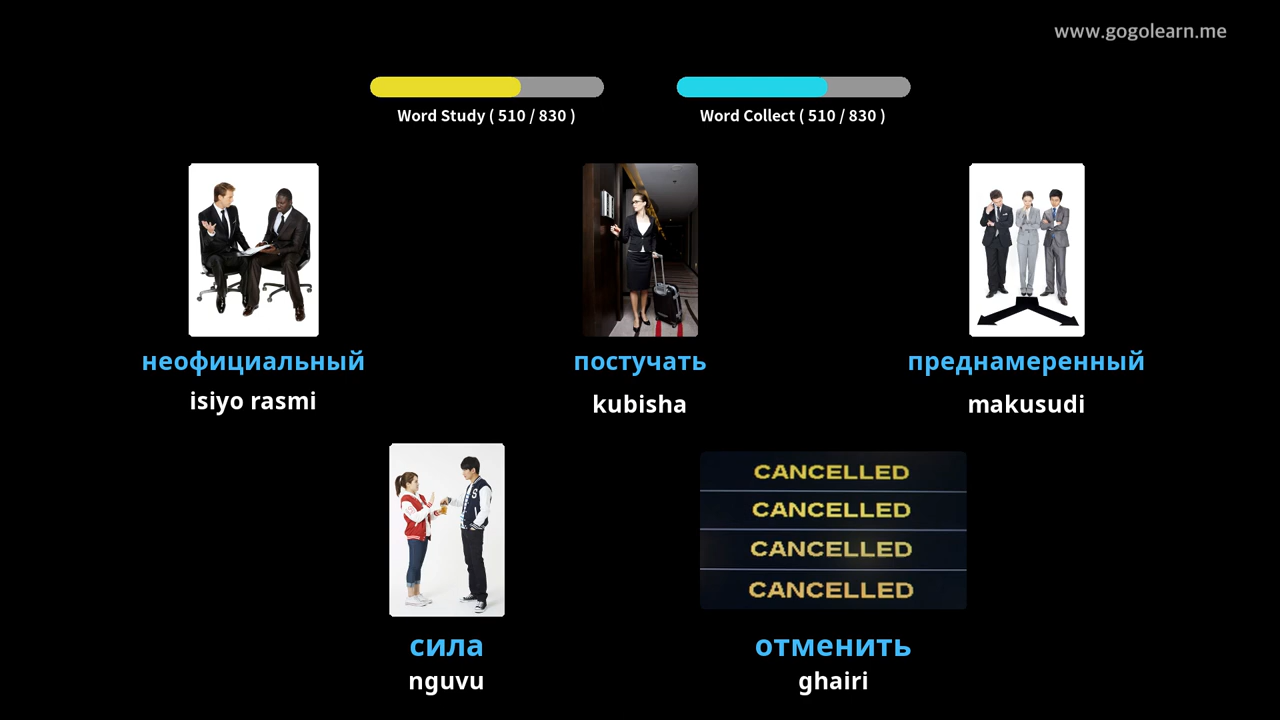 www.gogolearn.me
Word Study ( 510 / 830 )
Word Collect ( 510 / 830 )
неофициальный
isiyo rasmi
постучать
kubisha
преднамеренный
makusudi
CANCELLED
CANCELLED
CANCELLED
CANCELLED
сила
nguvu
отменить
ghairi